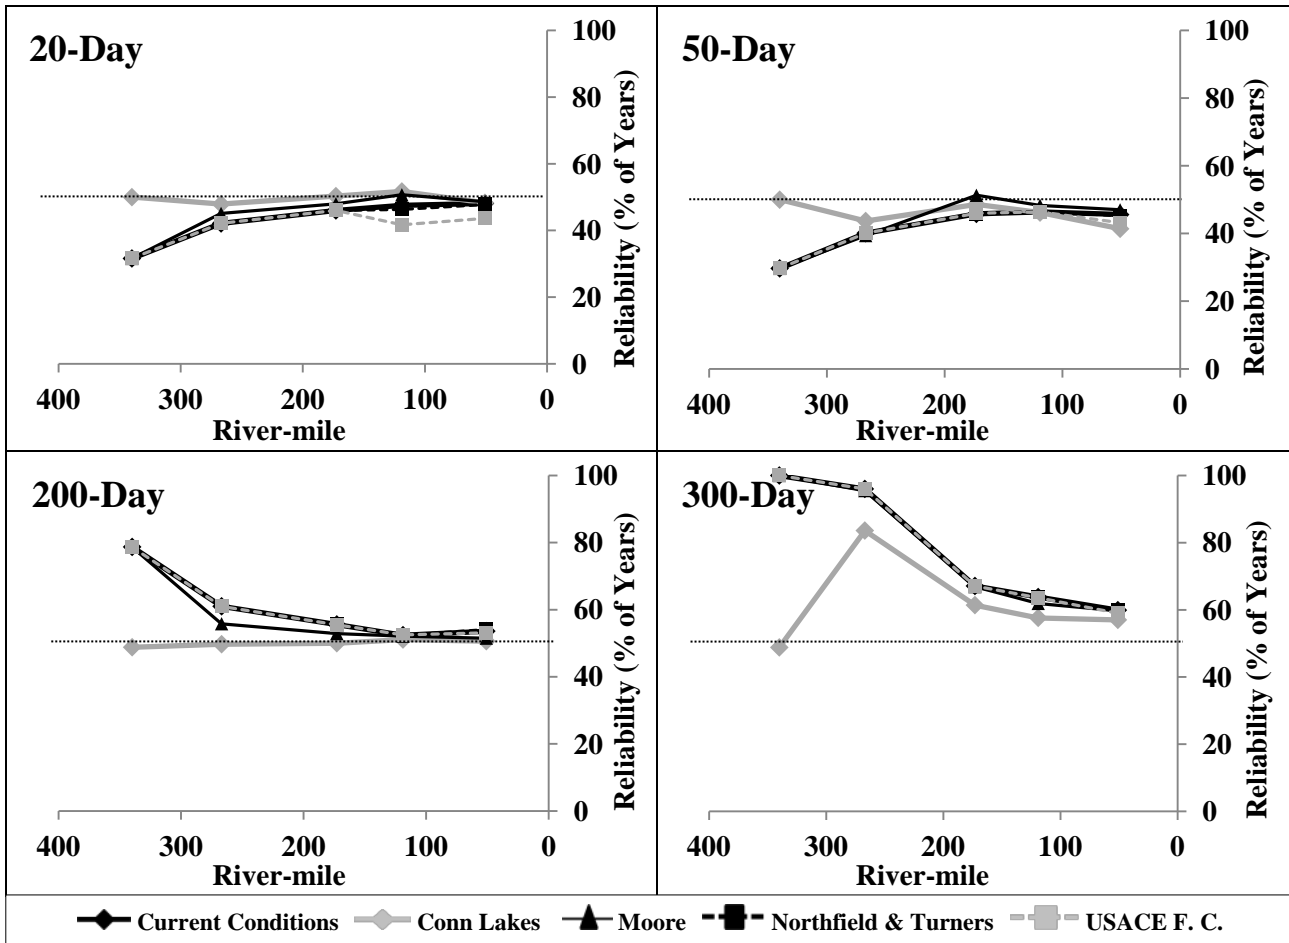 20-Day
100
80
60
40
20
0
Reliability (% of Years)
400 300 200 100 0
River-mile
50-Day
100
80
60
40
20
0
Reliability (% of Years)
400 300 200 100 0
River-mile
200-Day
100
80
60
40
20
0
Reliability (% of Years)
400 300 200 100 0
River-mile
300-Day
100
80
60
40
20
0
Reliability (% of Years)
400 300 200 100 0
River-mile
Current Conditions Conn Lakes Moore Northfield & Turners USACE F. C.